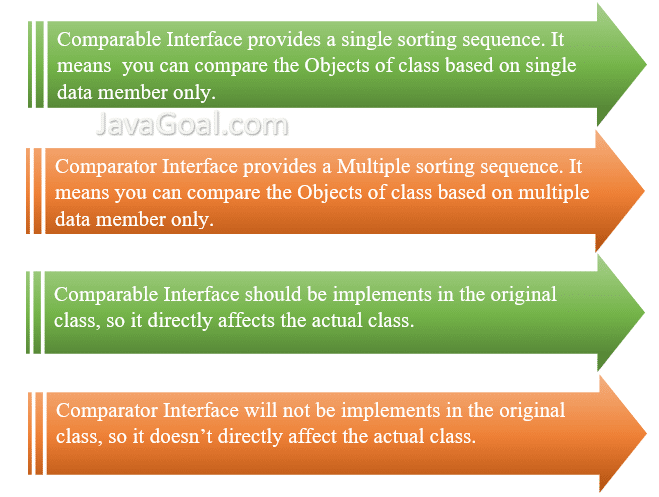 Comparable Interface provides a single sorting sequence. It
means  you can compare the Objects of class based on single
data member only.
JavaGoal.com
Comparator Interface provides a Multiple sorting sequence. It
means you can compare the Objects of class based on multiple
data member only.
Comparable Interface should be implements in the original
class, so it directly affects the actual class.
Comparator Interface will not be implements in the original
class, so it doesn’t directly affect the actual class.